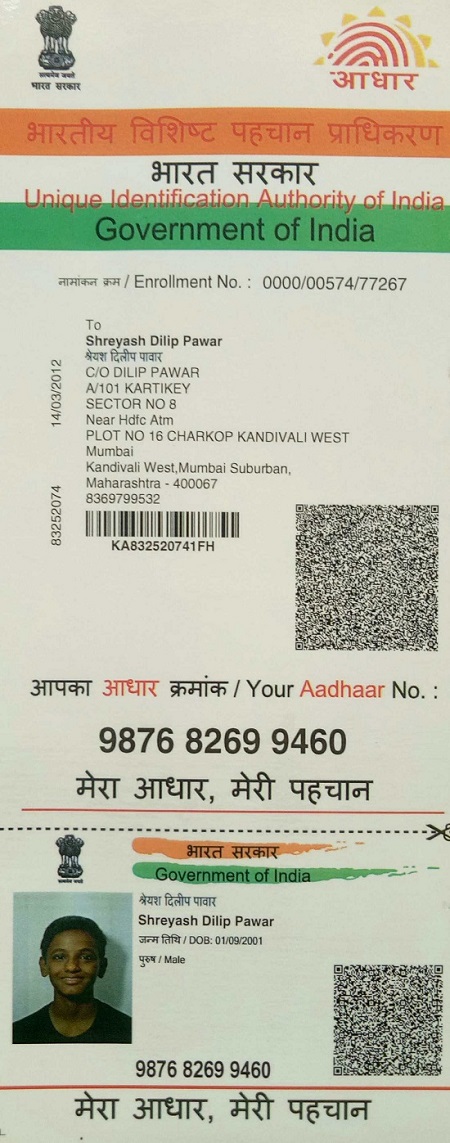 सत्यमेव जयते
भारत सरकार
आधार
भारतीय विशिष्ट पहचान प्राधिकरण
भारत सरकार
Unique Identification Authority of India
Government of India
नामांकन क्रम / Enrollment No. : 0000/00574/77267
To
Shreyash Dilip Pawar
श्रेयश दिलीप पावार
C/O DILIP PAWAR
A/101 KARTIKEY
SECTOR NO 8
Near Hdfc Atm
PLOT NO 16 CHARKOP KANDIVALI WEST
Mumbai
Kandivali West,Mumbai Suburban,
Maharashtra - 400067
8369799532
14/03/2012
83252074
KA832520741FH
आपका आधार क्रमांक / Your Aadhaar No. :
9876 8269 9460
मेरा आधार, मेरी पहचान
सत्यमेव जयते
भारत सरकार
Government of India
श्रेयश दिलीप पावार
Shreyash Dilip Pawar
जन्म तिथि / DOB: 01/09/2001
पुरुष / Male
9876 8269 9460
मेरा आधार, मेरी पहचान